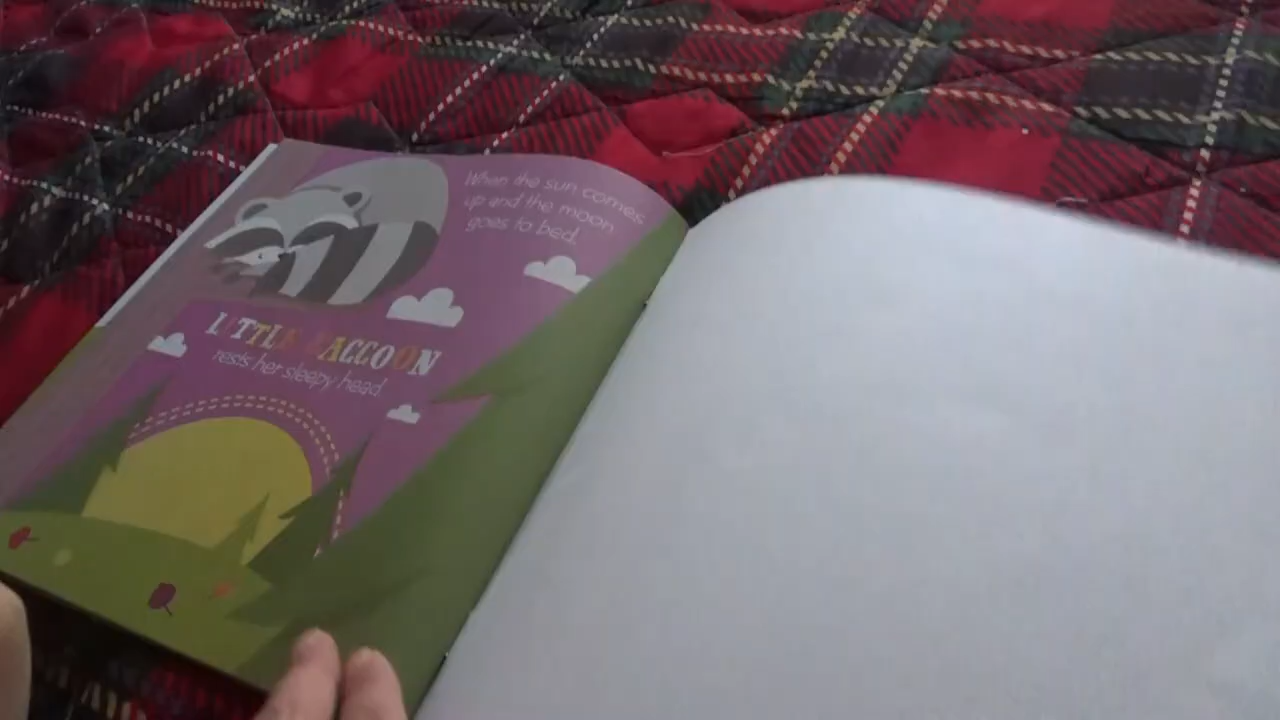 When the sun comes
up and the moon
goes to bed,
LITTLE RACCOON
rests her sleepy head.